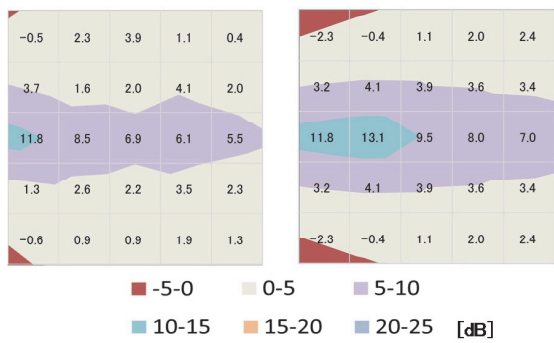 -0.5 2.3 3.9 1.1 0.4 -2.3 -0.4 1.1 2.0 2.4
3.7 1.6 2.0 4.1 2.0 3.2 4.1 3.9 3.6 3.4
11.8 8.5 6.9 6.1 5.5 11.8 13.1 9.5 8.0 7.0
1.3 2.6 2.2 3.5 2.3 3.2 4.1 3.9 3.6 3.4
-0.6 0.9 0.9 1.9 1.3 -2.3 -0.4 1.1 2.0 2.4
-5-0 0-5 5-10
10-15 15-20 20-25 [dB]